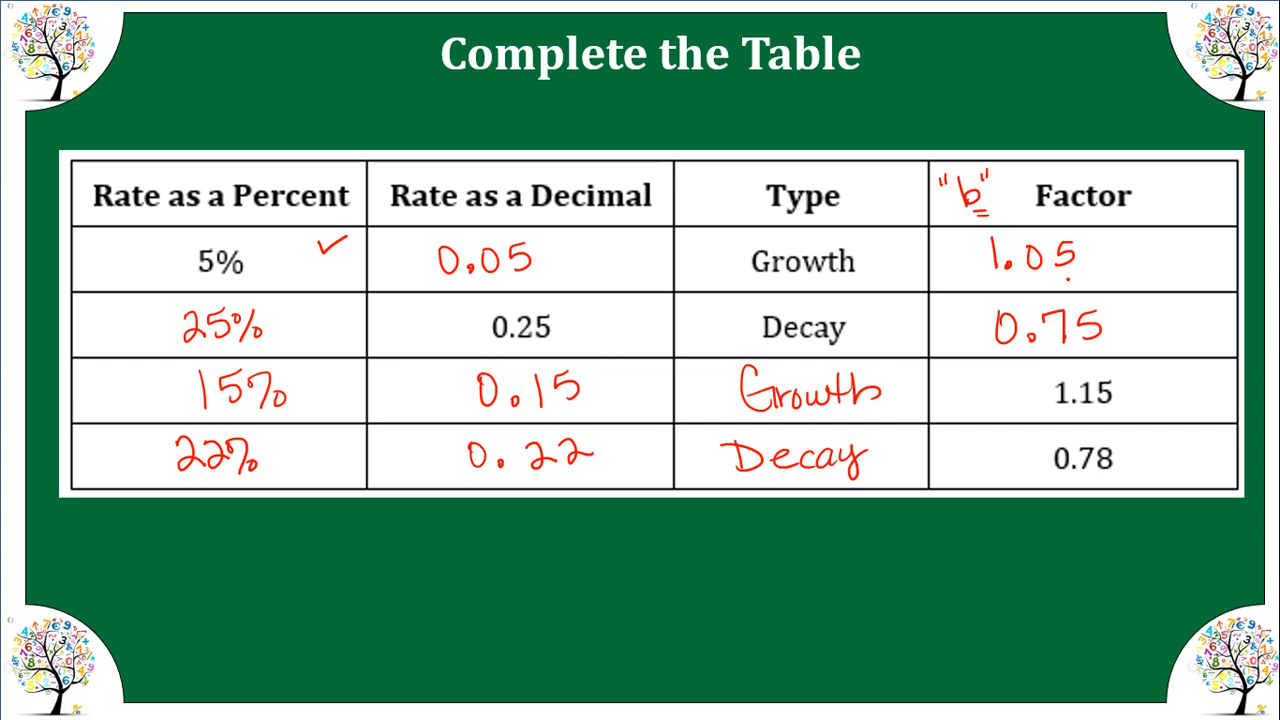 Complete the Table
Rate as a Percent Rate as a Decimal Type "b" Factor
5% ✓ 0.05 Growth 1.05
25% 0.25 Decay 0.75
15% 0.15 Growth 1.15
22% 0.22 Decay 0.78